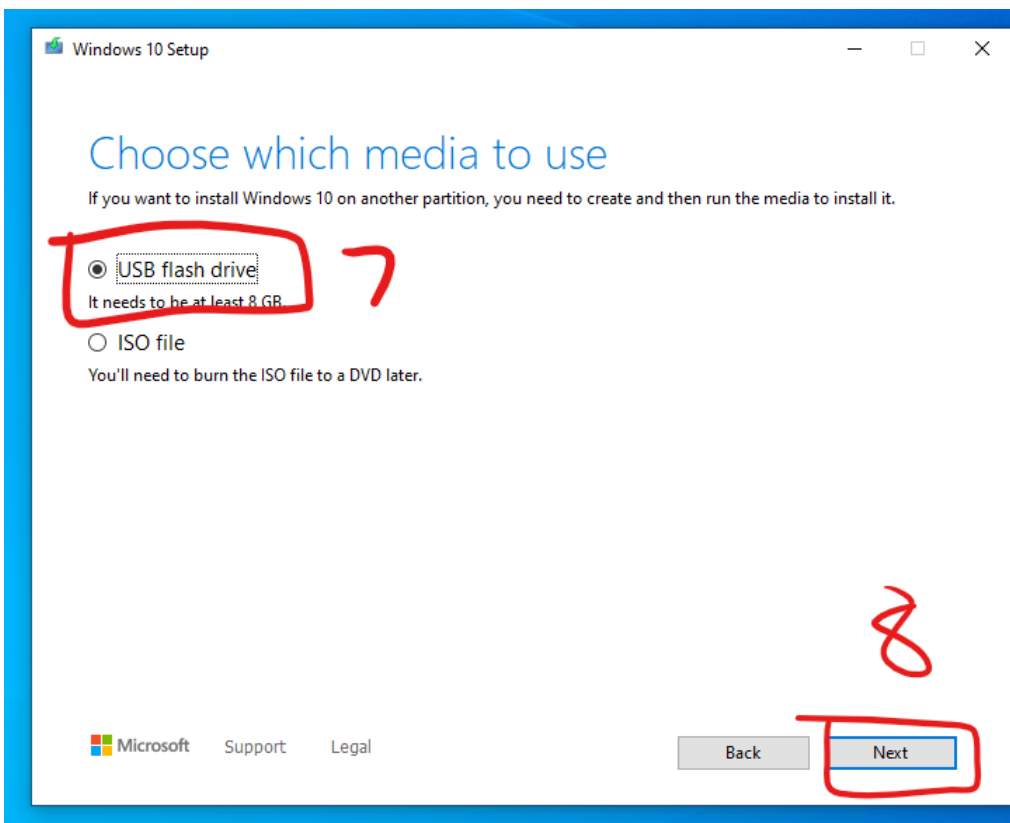 Windows 10 Setup
Choose which media to use
If you want to install Windows 10 on another partition, you need to create and then run the media to install it.
USB flash drive
7
It needs to be at least 8 GB.
ISO file
You'll need to burn the ISO file to a DVD later.
8
Microsoft Support Legal Back Next